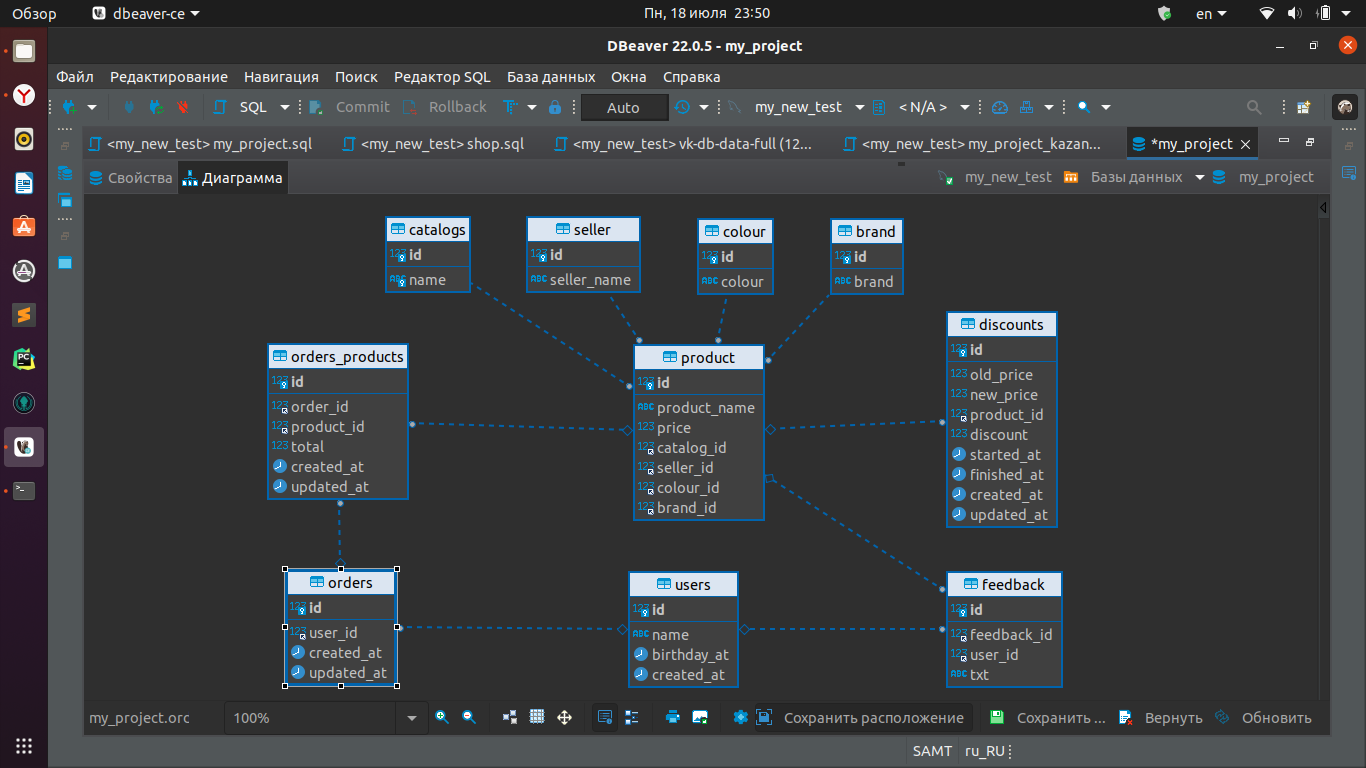 Обзор dbeaver-ce Пн, 18 июля 23:50 en
DBeaver 22.0.5 - my_project
Файл Редактирование Навигация Поиск Редактор SQL База данных Окна Справка
SQL Commit Rollback Auto my_new_test < N/A >
<my_new_test> my_project.sql <my_new_test> shop.sql <my_new_test> vk-db-data-full (12... <my_new_test> my_project_kazan... *my_project
Свойства Диаграмма my_new_test Базы данных my_project
catalogs
id
name
seller
id
seller_name
colour
id
colour
brand
id
brand
discounts
id
old_price
new_price
product_id
discount
started_at
finished_at
created_at
updated_at
orders_products
id
order_id
product_id
total
created_at
updated_at
product
id
product_name
price
catalog_id
seller_id
colour_id
brand_id
orders
id
user_id
created_at
updated_at
users
id
name
birthday_at
created_at
feedback
id
feedback_id
user_id
txt
my_project.orc 100% Сохранить расположение Сохранить ... Вернуть Обновить
SAMT ru_RU